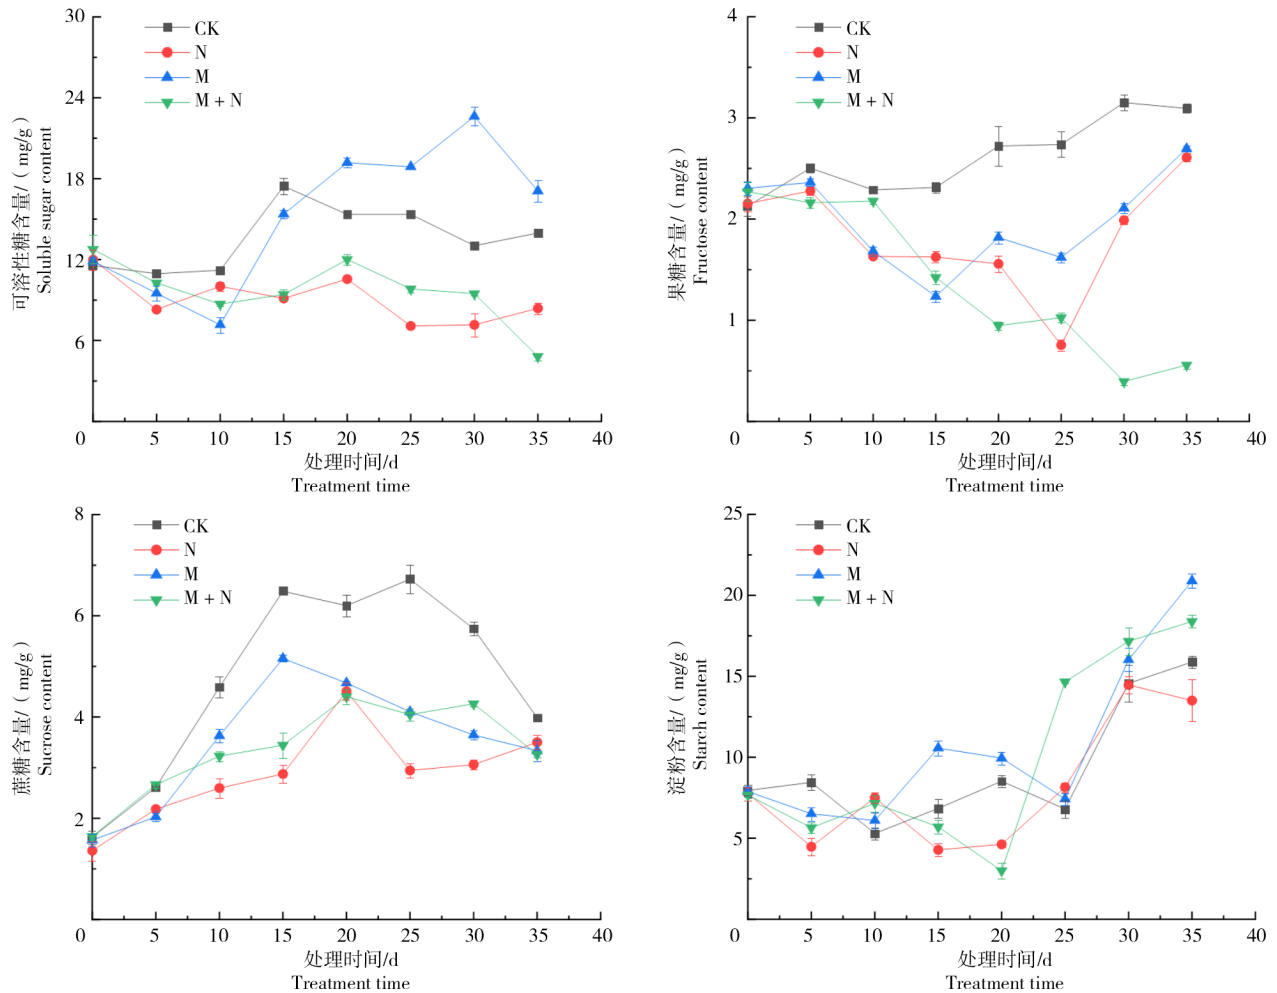 可溶性糖含量/（mg/g）
Soluble sugar content
30
24
18
12
6
CK
N
M
M + N
0 5 10 15 20 25 30 35 40
处理时间/d
Treatment time
果糖含量/（mg/g）
Fructose content
4
3
2
1
CK
N
M
M + N
0 5 10 15 20 25 30 35 40
处理时间/d
Treatment time
蔗糖含量/（mg/g）
Sucrose content
8
6
4
2
CK
N
M
M + N
0 5 10 15 20 25 30 35 40
处理时间/d
Treatment time
淀粉含量/（mg/g）
Starch content
25
20
15
10
5
CK
N
M
M + N
0 5 10 15 20 25 30 35 40
处理时间/d
Treatment time